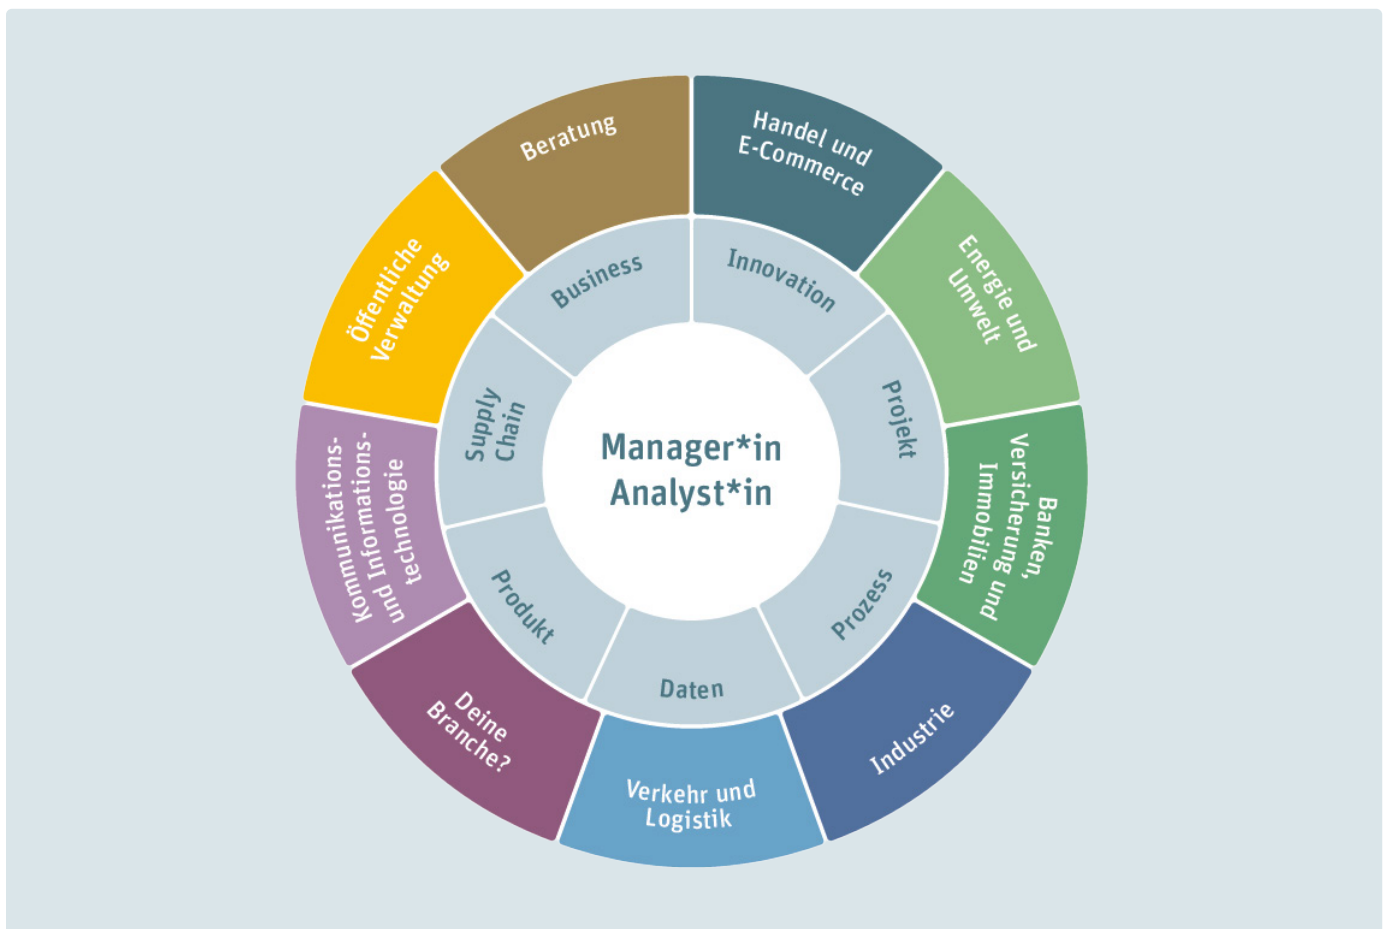 Handel und
E-Commerce
Energie und
Umwelt
Banken,
Versicherung und
Immobilien
Industrie
Verkehr und
Logistik
Deine
Branche?
Kommunikations-
und Informations-
technologie
Öffentliche
Verwaltung
Beratung
Innovation
Projekt
Prozess
Daten
Produkt
Supply
Chain
Business
Manager*in
Analyst*in